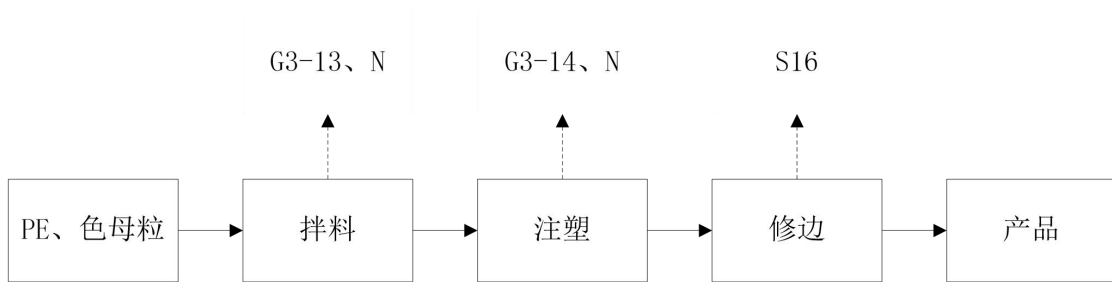 G3-13、N
G3-14、N
S16
PE、色母粒
拌料
注塑
修边
产品